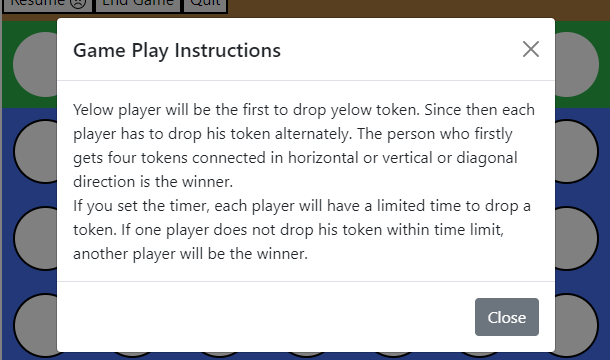 Resume
End Game
Quit
Game Play Instructions
Yelow player will be the first to drop yelow token. Since then each
player has to drop his token alternately. The person who firstly
gets four tokens connected in horizontal or vertical or diagonal
direction is the winner.
If you set the timer, each player will have a limited time to drop a
token. If one player does not drop his token within time limit,
another player will be the winner.
Close